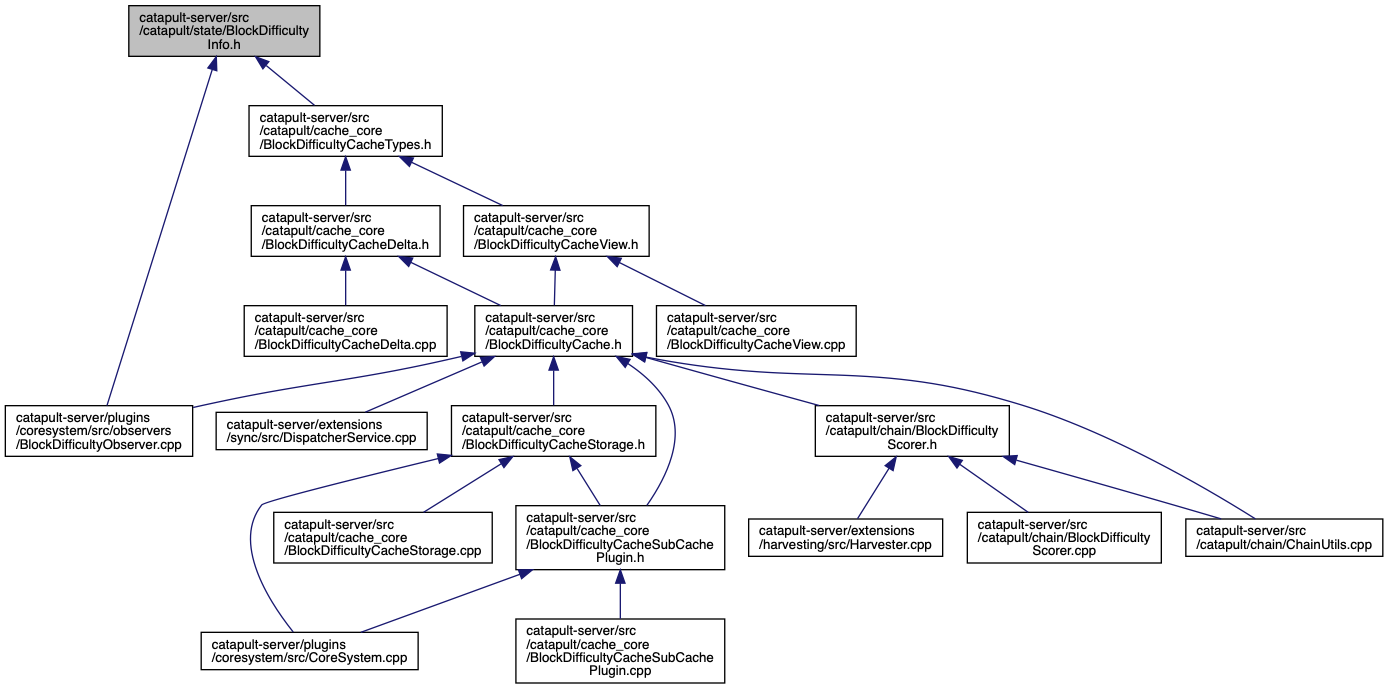 catapult-server/src
/catapult/state/BlockDifficulty
Info.h
catapult-server/src
/catapult/cache_core
/BlockDifficultyCacheTypes.h
catapult-server/src
/catapult/cache_core
/BlockDifficultyCacheDelta.h
catapult-server/src
/catapult/cache_core
/BlockDifficultyCacheView.h
catapult-server/src
/catapult/cache_core
/BlockDifficultyCacheDelta.cpp
catapult-server/src
/catapult/cache_core
/BlockDifficultyCache.h
catapult-server/src
/catapult/cache_core
/BlockDifficultyCacheView.cpp
catapult-server/plugins
/coresystem/src/observers
/BlockDifficultyObserver.cpp
catapult-server/extensions
/sync/src/DispatcherService.cpp
catapult-server/src
/catapult/cache_core
/BlockDifficultyCacheStorage.h
catapult-server/src
/catapult/chain/BlockDifficulty
Scorer.h
catapult-server/src
/catapult/cache_core
/BlockDifficultyCacheStorage.cpp
catapult-server/src
/catapult/cache_core
/BlockDifficultyCacheSubCache
Plugin.h
catapult-server/extensions
/harvesting/src/Harvester.cpp
catapult-server/src
/catapult/chain/BlockDifficulty
Scorer.cpp
catapult-server/src
/catapult/chain/ChainUtils.cpp
catapult-server/plugins
/coresystem/src/CoreSystem.cpp
catapult-server/src
/catapult/cache_core
/BlockDifficultyCacheSubCache
Plugin.cpp